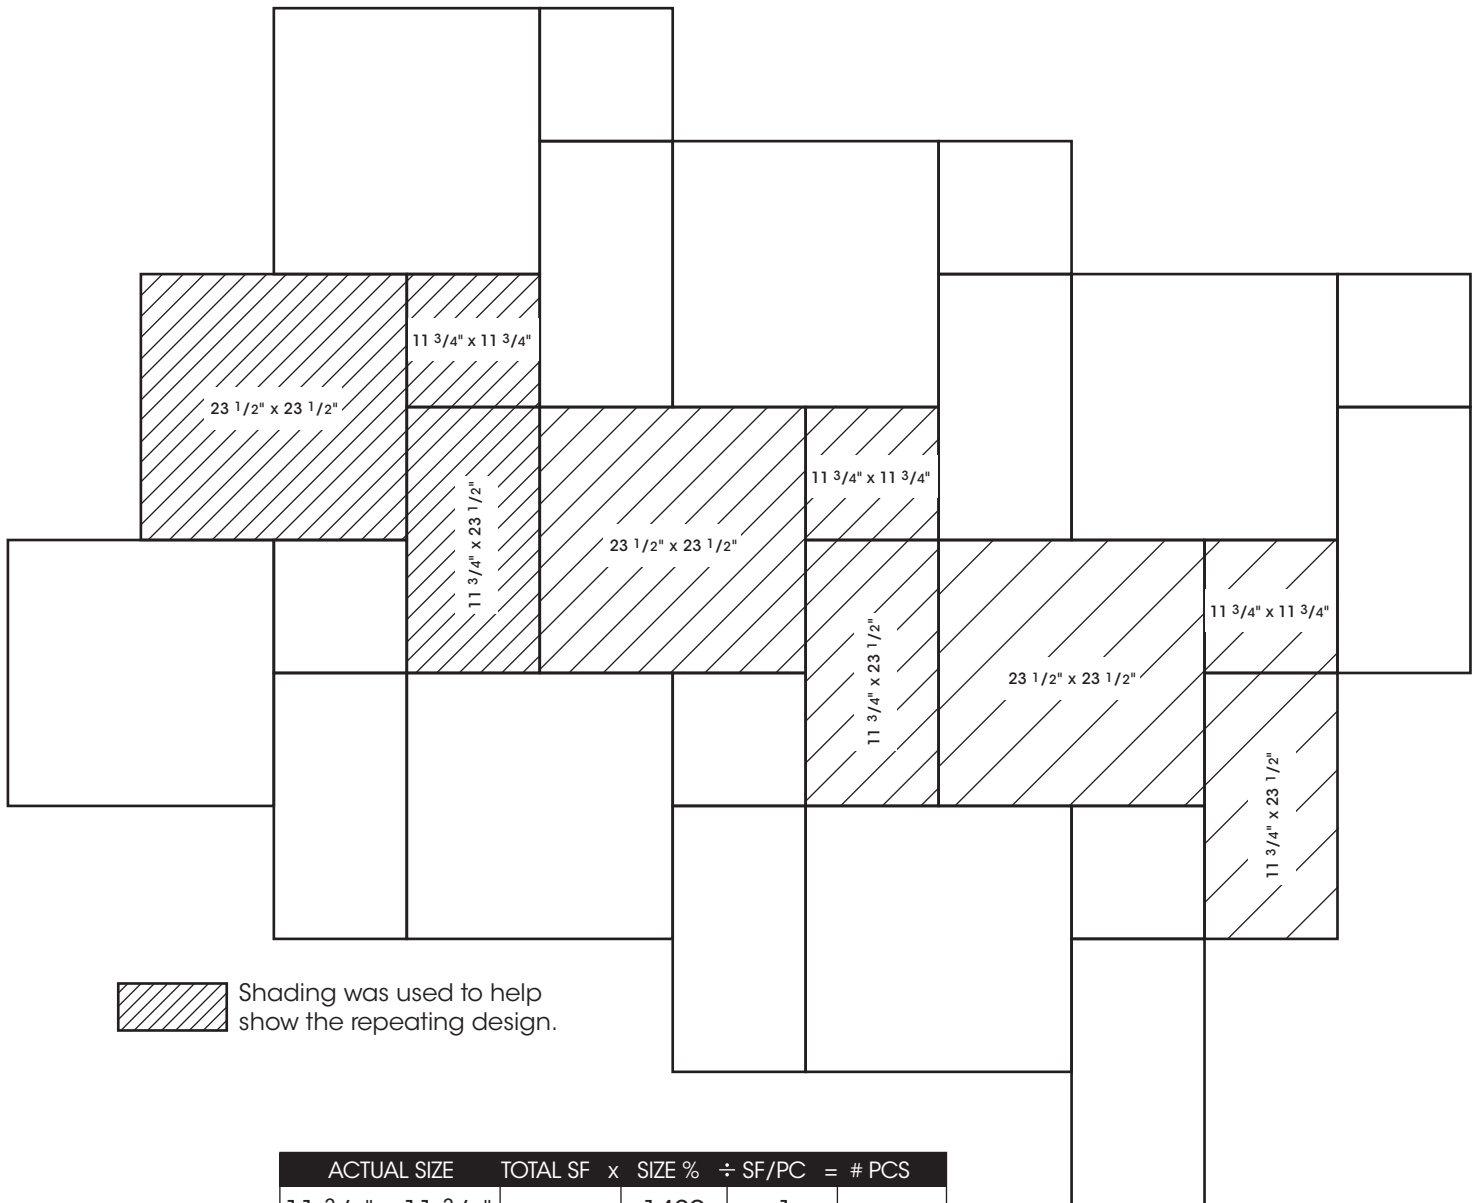 11 3/4" x 11 3/4"
23 1/2" x 23 1/2"
11 3/4" x 23 1/2"
11 3/4" x 11 3/4"
23 1/2" x 23 1/2"
11 3/4" x 23 1/2"
11 3/4" x 11 3/4"
23 1/2" x 23 1/2"
11 3/4" x 23 1/2"
Shading was used to help
show the repeating design.
ACTUAL SIZE TOTAL SF x SIZE % ÷ SF/PC = # PCS